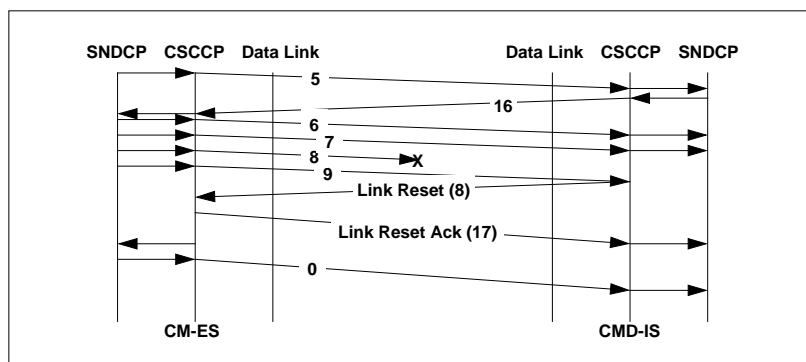 SNDCP CSCCP Data Link Data Link CSCCP SNDCP
5
16
6
7
8
X
9
Link Reset (8)
Link Reset Ack (17)
0
CM-ES CMD-IS